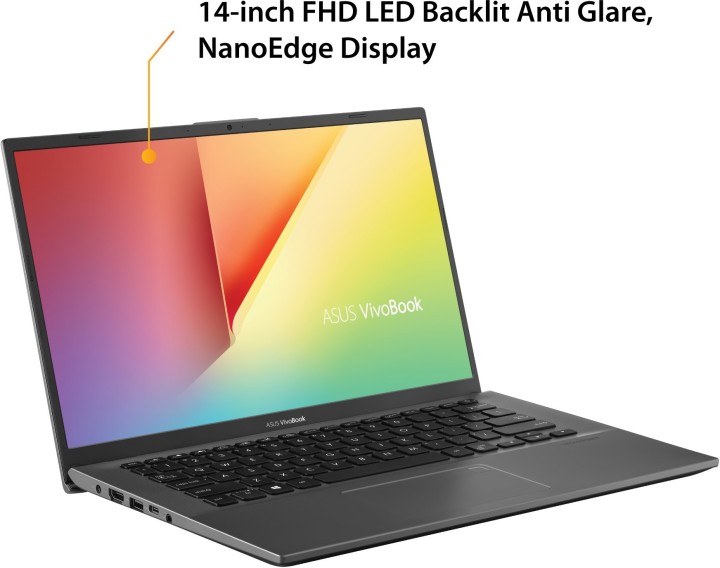 14-inch FHD LED Backlit Anti Glare,
NanoEdge Display
ASUS VivoBook
ASUS VivoBook